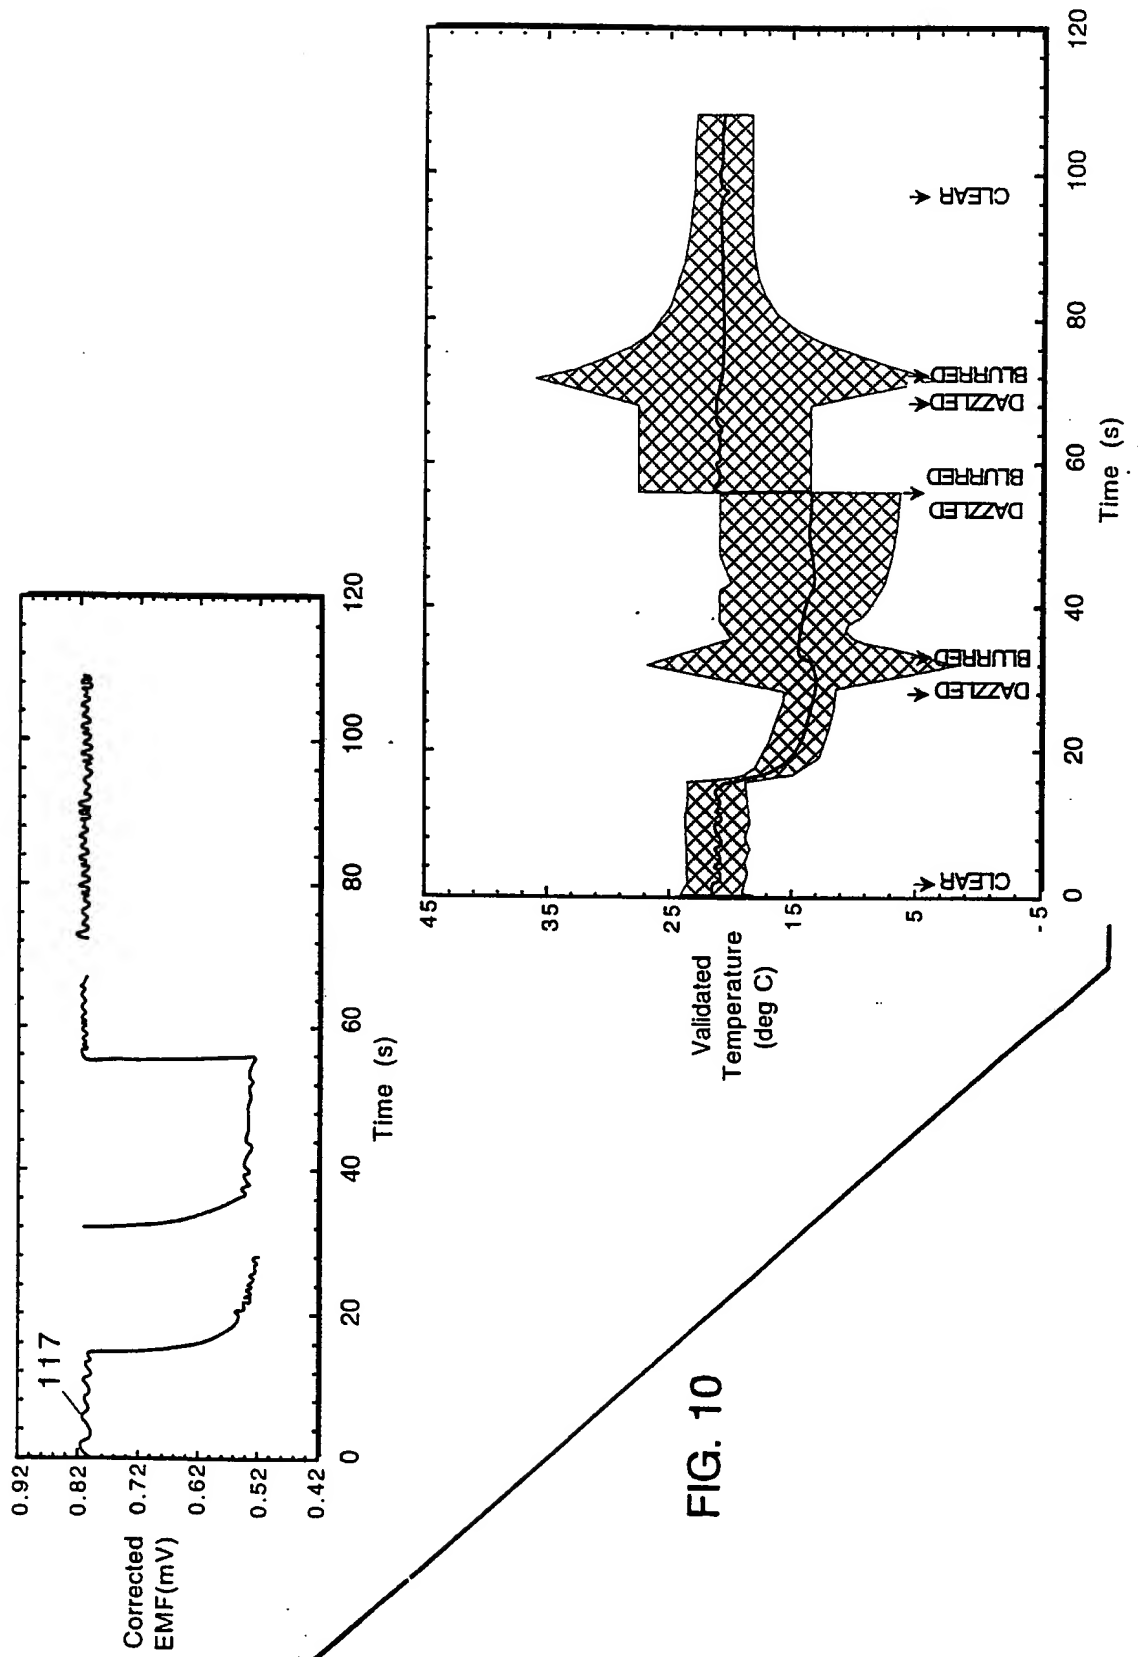 0.92
0.82
0.72
0.62
0.52
0.42
Corrected
EMF(mV)
117
0
20
40
60
80
100
120
Time (s)
45
35
25
15
5
-5
Validated
Temperature
(deg C)
CLEAR
DAZZLED
BLURRED
DAZZLED
BLURRED
DAZZLED
BLURRED
CLEAR
0
20
40
60
80
100
120
Time (s)
FIG. 10